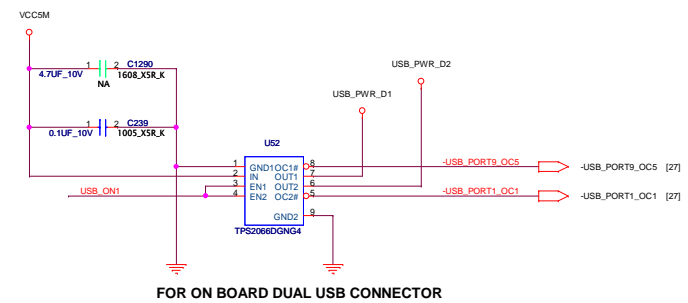 VCC5M
1 2 C1290
4.7UF_10V 1608_X5R_K
NA
USB_PWR_D2
USB_PWR_D1
1 2 C239
0.1UF_10V 1005_X5R_K
U52
1 GND1 OC1# 8 -USB_PORT9_OC5 -USB_PORT9_OC5 [27]
2 IN OUT1 7
3 EN1 OUT2 6
USB_ON1 4 EN2 OC2# 5 -USB_PORT1_OC1 -USB_PORT1_OC1 [27]
GND2 9
TPS2066DGNG4
FOR ON BOARD DUAL USB CONNECTOR